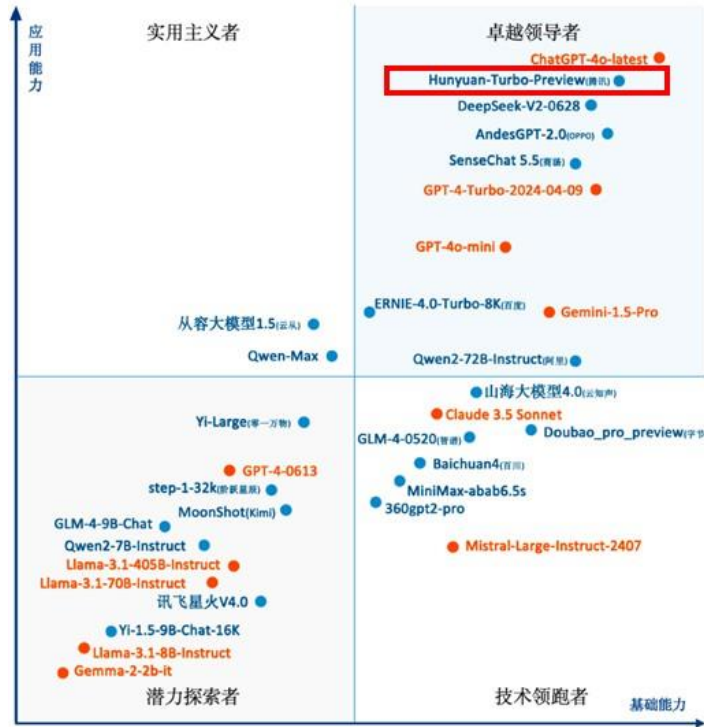 应用能力
实用主义者
卓越领导者
ChatGPT-4o-latest
Hunyuan-Turbo-Preview(腾讯)
DeepSeek-V2-0628
AndesGPT-2.0(OPPO)
SenseChat 5.5(商汤)
GPT-4-Turbo-2024-04-09
GPT-4o-mini
ERNIE-4.0-Turbo-8K(百度)
Gemini-1.5-Pro
从容大模型1.5(云从)
Qwen-Max
Qwen2-72B-Instruct(阿里)
山海大模型4.0(云知声)
Claude 3.5 Sonnet
Yi-Large(零一万物)
GLM-4-0520(智谱)
Doubao_pro_preview(字节
Baichuan4(百川)
GPT-4-0613
step-1-32k(阶跃星辰)
MiniMax-abab6.5s
MoonShot(Kimi)
360gpt2-pro
GLM-4-9B-Chat
Qwen2-7B-Instruct
Mistral-Large-Instruct-2407
Llama-3.1-405B-Instruct
Llama-3.1-70B-Instruct
讯飞星火V4.0
Yi-1.5-9B-Chat-16K
Llama-3.1-8B-Instruct
Gemma-2-2b-it
潜力探索者
技术领跑者
基础能力